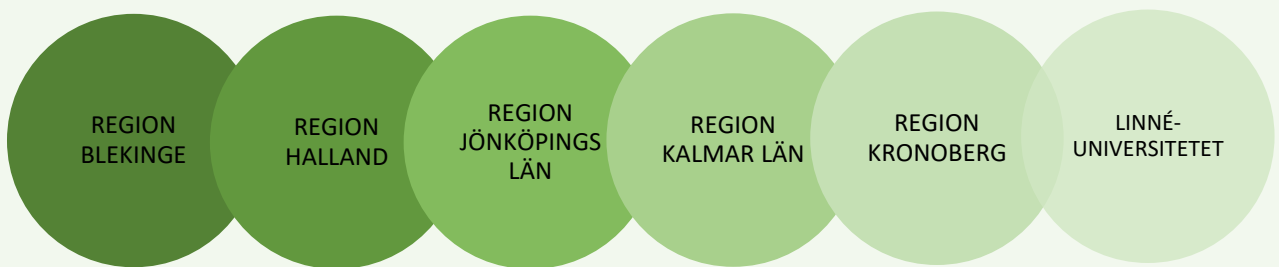 REGION
BLEKINGE
REGION
HALLAND
REGION
JÖNKÖPINGS
LÄN
REGION
KALMAR LÄN
REGION
KRONOBERG
LINNÉ-
UNIVERSITETET